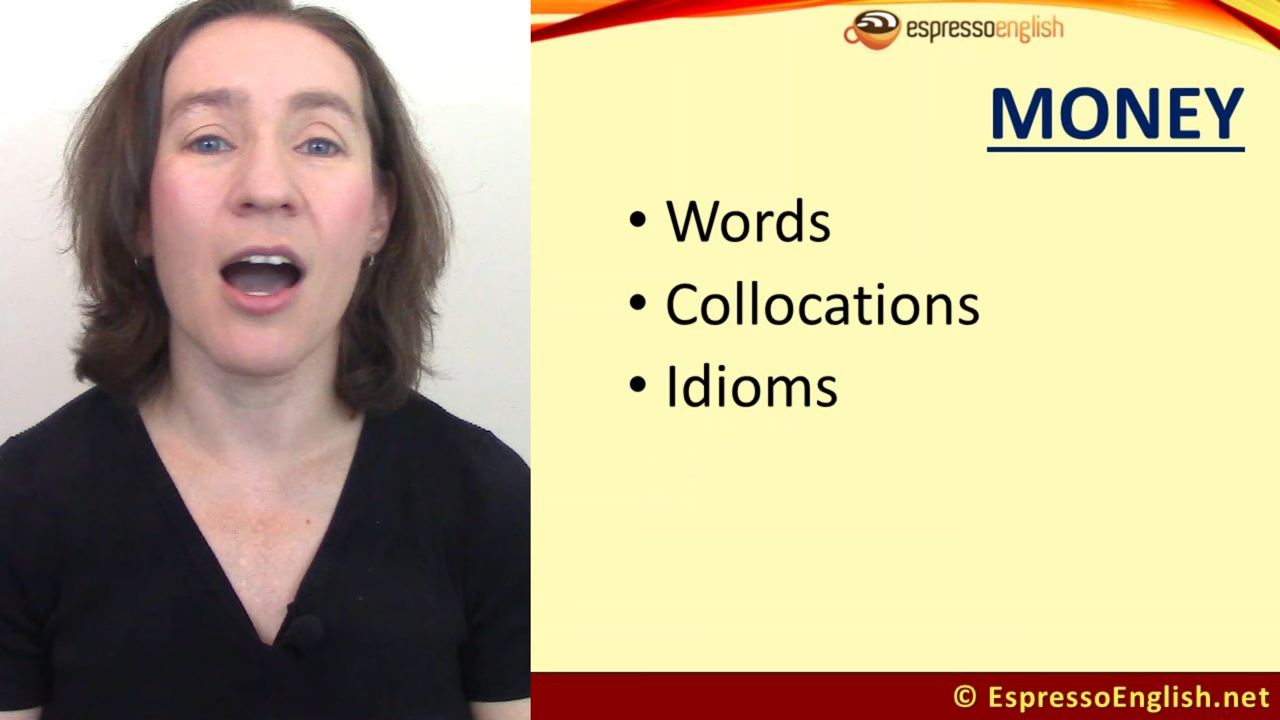 espressoenglish
MONEY
• Words
• Collocations
• Idioms
© EspressoEnglish.net